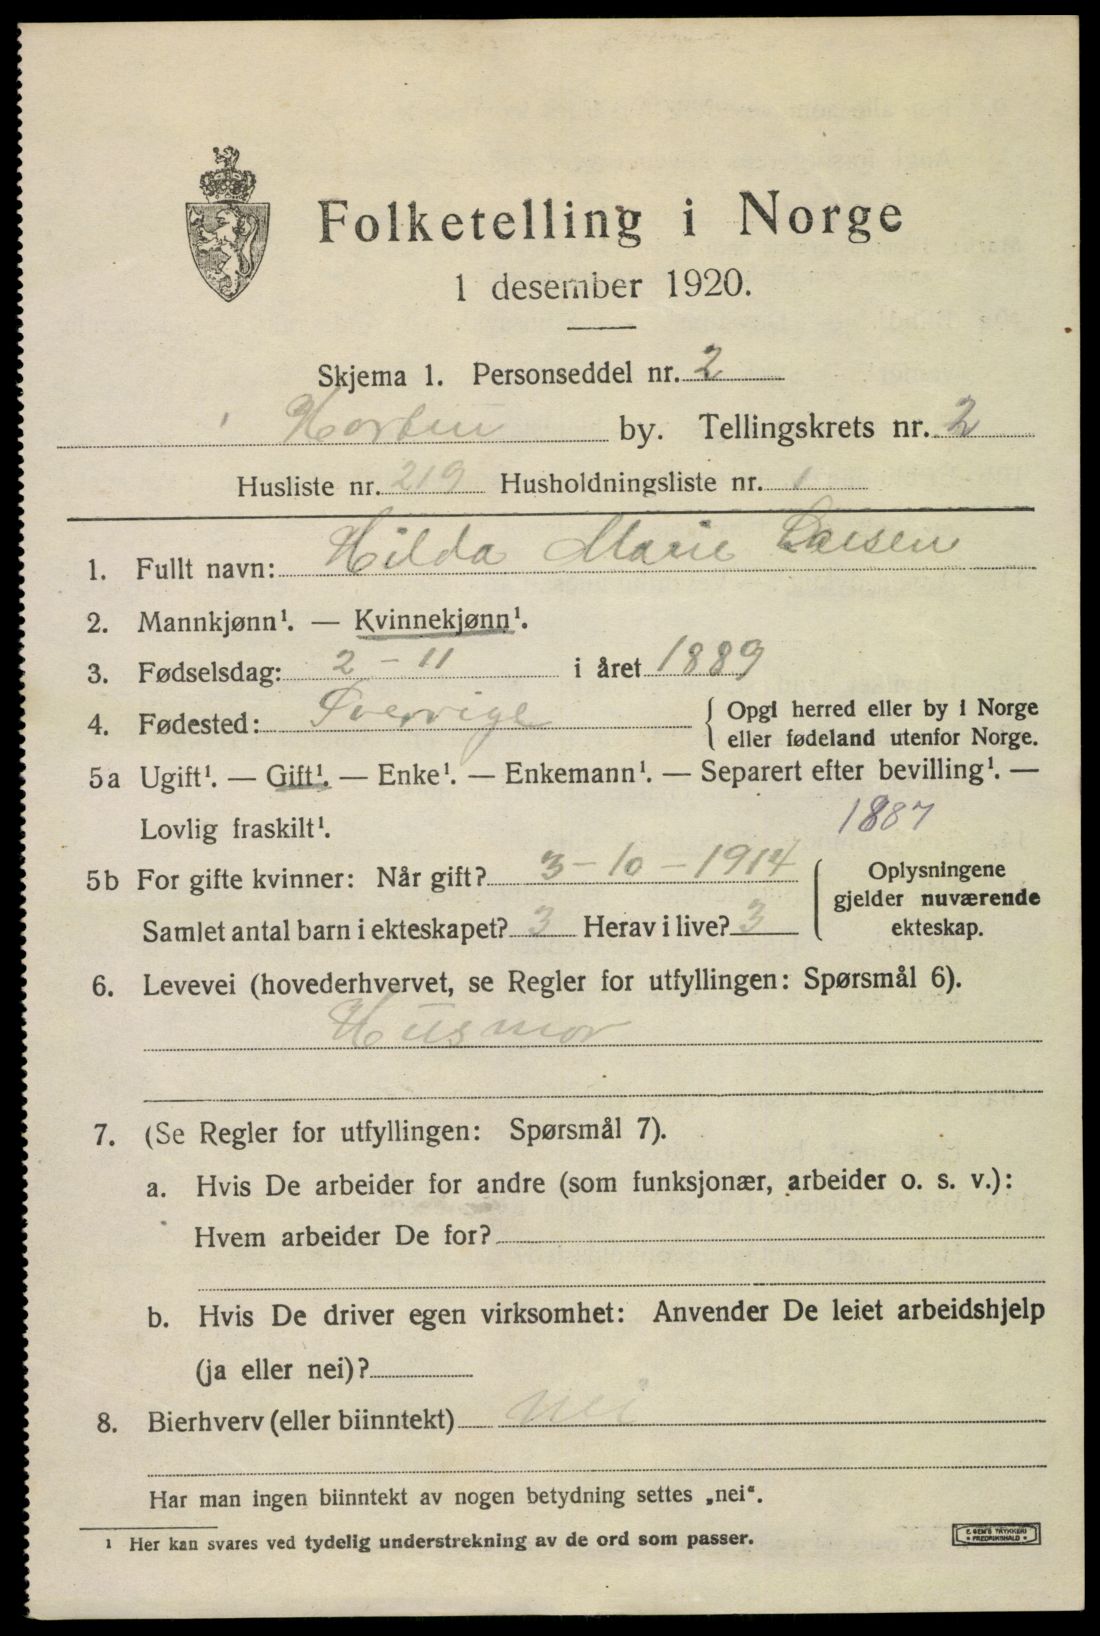 Folketelling i Norge
1 desember 1920.
Skjema 1. Personseddel nr. 2
Horten by. Tellingskrets nr. 2
Husliste nr. 219 Husholdningsliste nr. 1
1. Fullt navn: Hilda Marie Larsen
2. Mannkjønn¹. — Kvinnekjønn¹.
3. Fødselsdag: 2 - 11 i året 1889
4. Fødested: Sverrige { Opgi herred eller by i Norge
eller fødeland utenfor Norge.
5a Ugift¹. — Gift¹. — Enke¹. — Enkemann¹. — Separert efter bevilling¹. —
Lovlig fraskilt¹. 1887
5b For gifte kvinner: Når gift? 3-10-1914 { Oplysningene
gjelder nuværende
Samlet antal barn i ekteskapet? 3 Herav i live? 3 ekteskap.
6. Levevei (hovederhvervet, se Regler for utfyllingen: Spørsmål 6).
Husmor
7. (Se Regler for utfyllingen: Spørsmål 7).
a. Hvis De arbeider for andre (som funksjonær, arbeider o. s. v.):
Hvem arbeider De for?
b. Hvis De driver egen virksomhet: Anvender De leiet arbeidshjelp
(ja eller nei)?
8. Bierhverv (eller biinntekt) nei
Har man ingen biinntekt av nogen betydning settes „nei“.
¹ Her kan svares ved tydelig understrekning av de ord som passer.
E. SEM'S TRYKKERI
FREDRIKSHALD